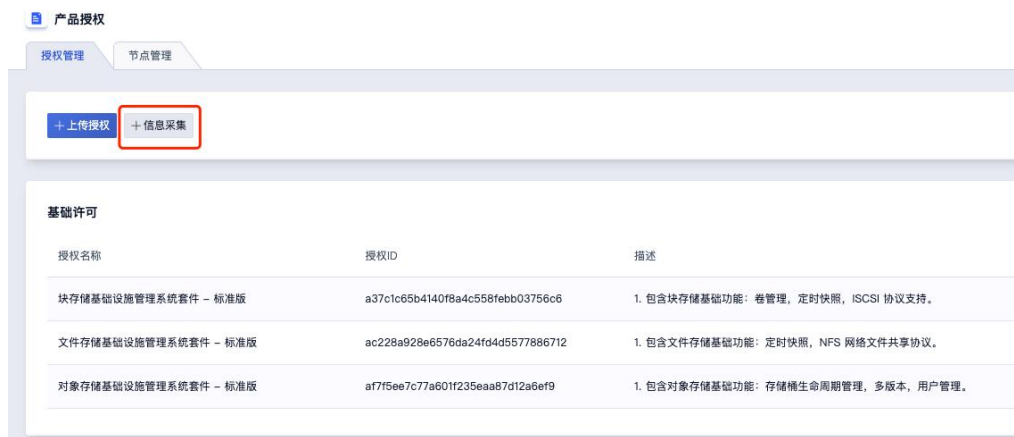 产品授权
授权管理 节点管理
+上传授权 +信息采集
基础许可
授权名称 授权ID 描述
块存储基础设施管理系统套件 – 标准版 a37c1c65b4140f8a4c558febb03756c6 1. 包含块存储基础功能：卷管理，定时快照，ISCSI 协议支持。
文件存储基础设施管理系统套件 – 标准版 ac228a928e6576da24fd4d5577886712 1. 包含文件存储基础功能：定时快照，NFS 网络文件共享协议。
对象存储基础设施管理系统套件 – 标准版 af7f5ee7c77a601f235eaa87d12a6ef9 1. 包含对象存储基础功能：存储桶生命周期管理，多版本，用户管理。